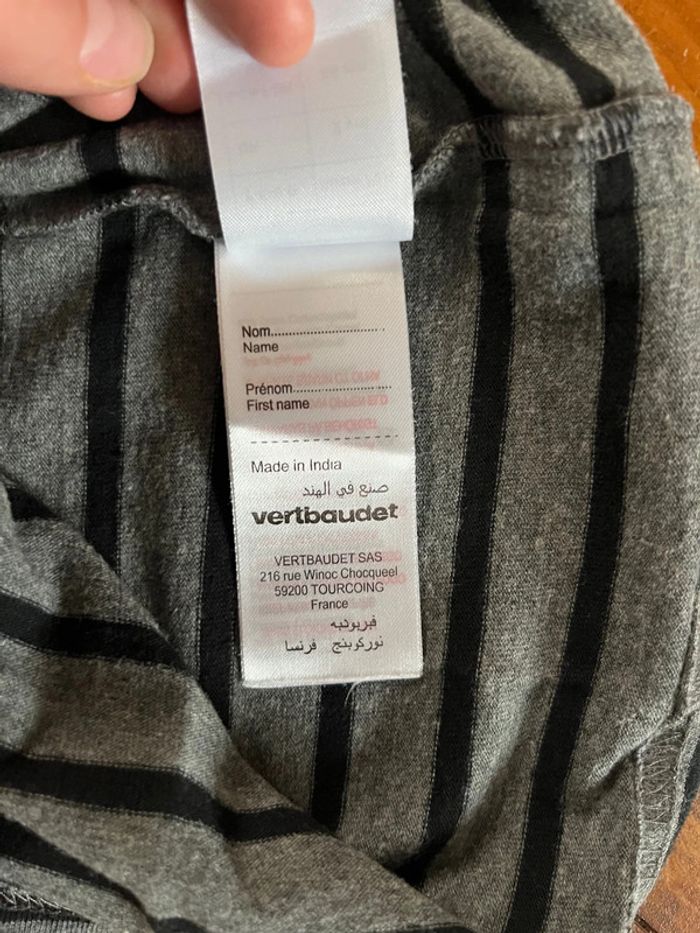 Nom................................
Name
Prénom............................
First name
Made in India
صنع في الهند
vertbaudet
VERTBAUDET SAS
216 rue Winoc Chocqueel
59200 TOURCOING
France
فيربوديه
توركوينج فرنسا